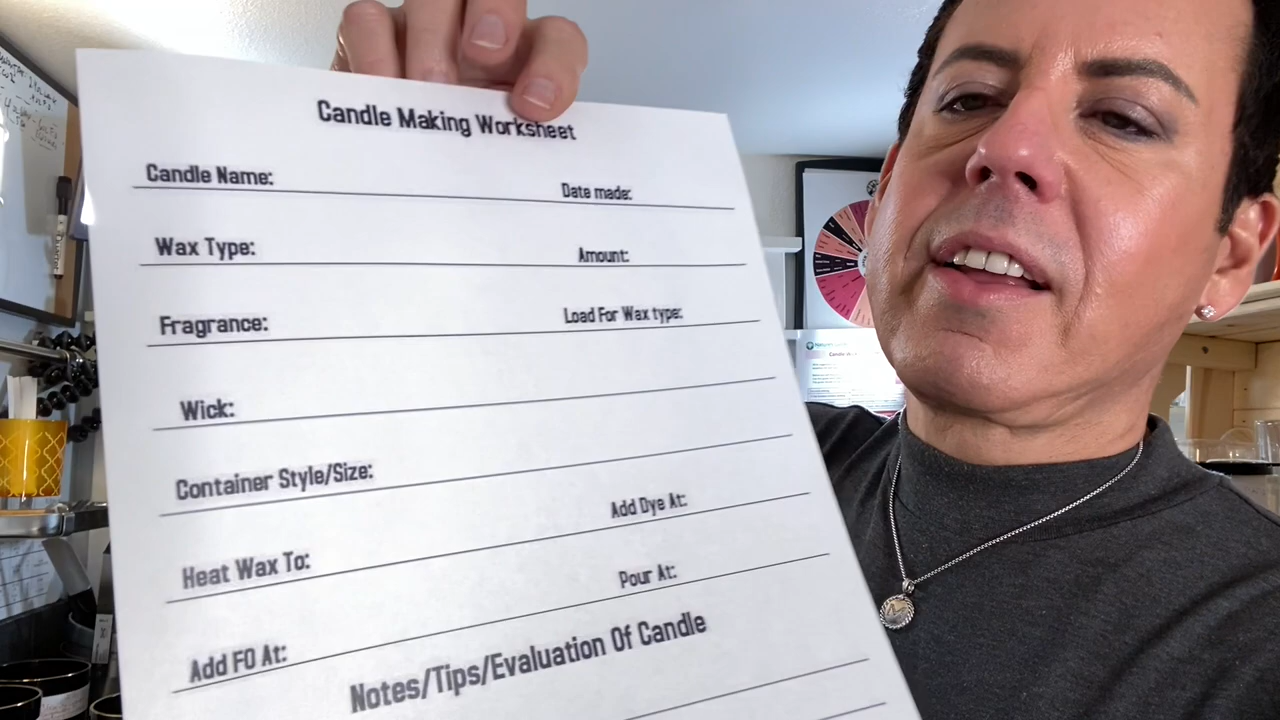 Candle Making Worksheet
Candle Name: Date made:
Wax Type: Amount:
Fragrance: Load For Wax type:
Wick:
Container Style/Size:
Heat Wax To: Add Dye At:
Add FO At: Pour At:
Notes/Tips/Evaluation Of Candle